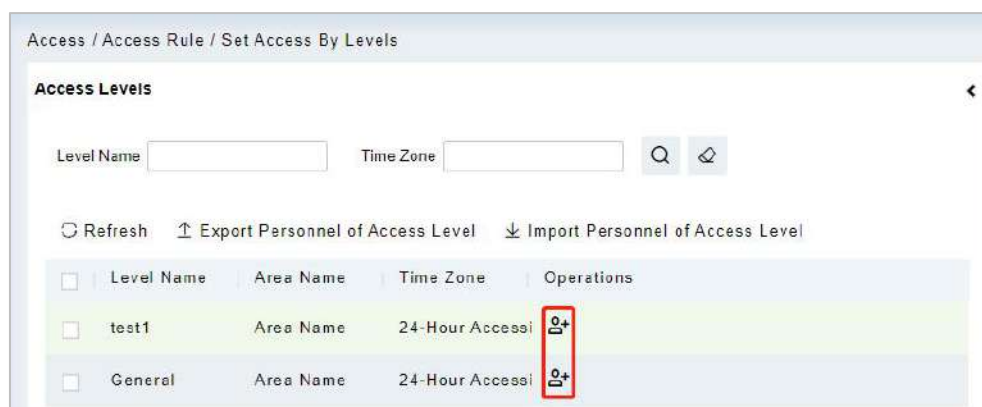 Access / Access Rule / Set Access By Levels
Access Levels
Level Name Time Zone
Refresh Export Personnel of Access Level Import Personnel of Access Level
Level Name Area Name Time Zone Operations
test1 Area Name 24-Hour Accessi
General Area Name 24-Hour Accessi